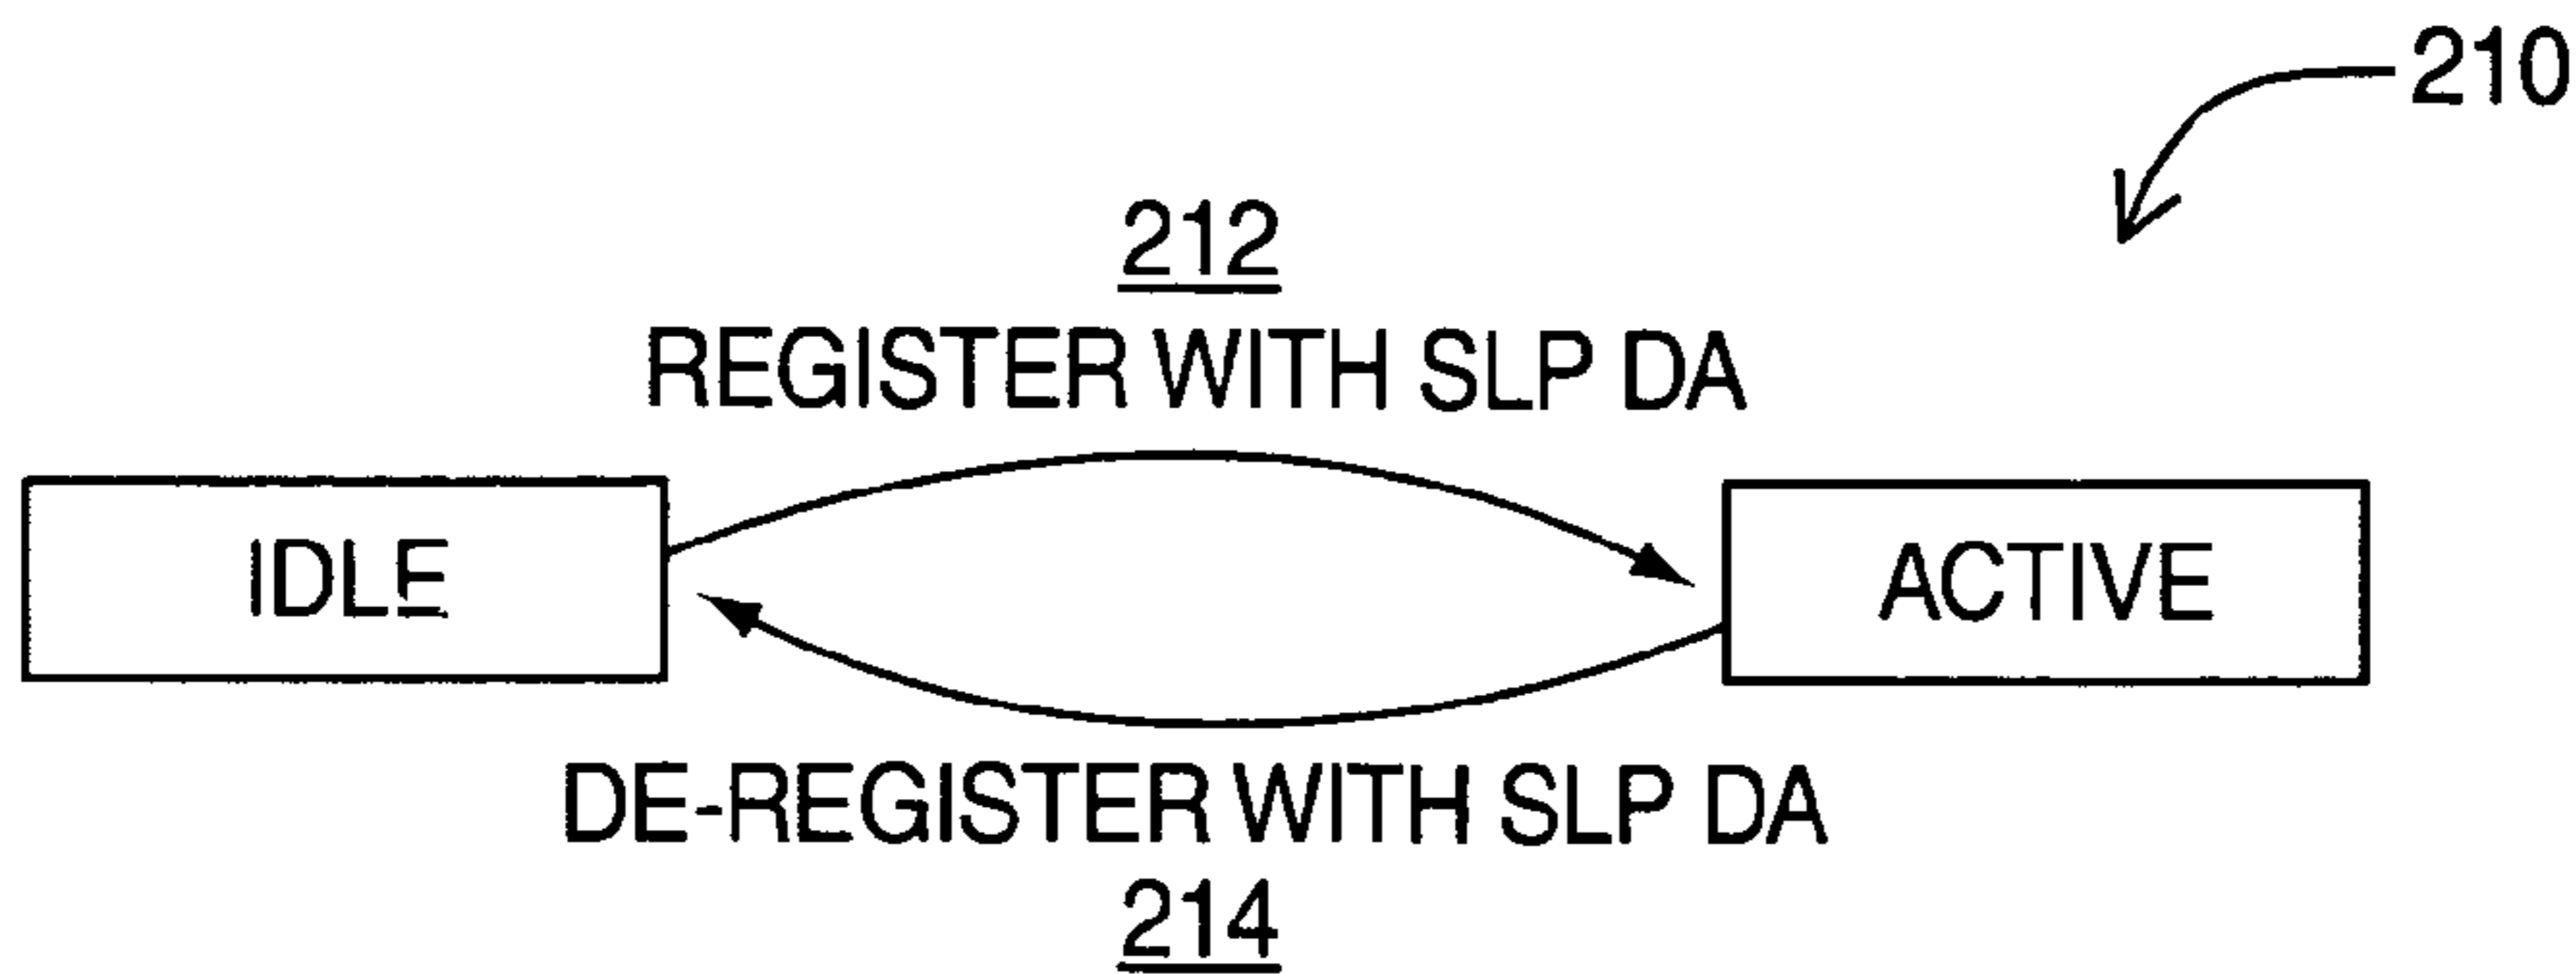 210
212
REGISTER WITH SLP DA
IDLE
ACTIVE
DE-REGISTER WITH SLP DA
214